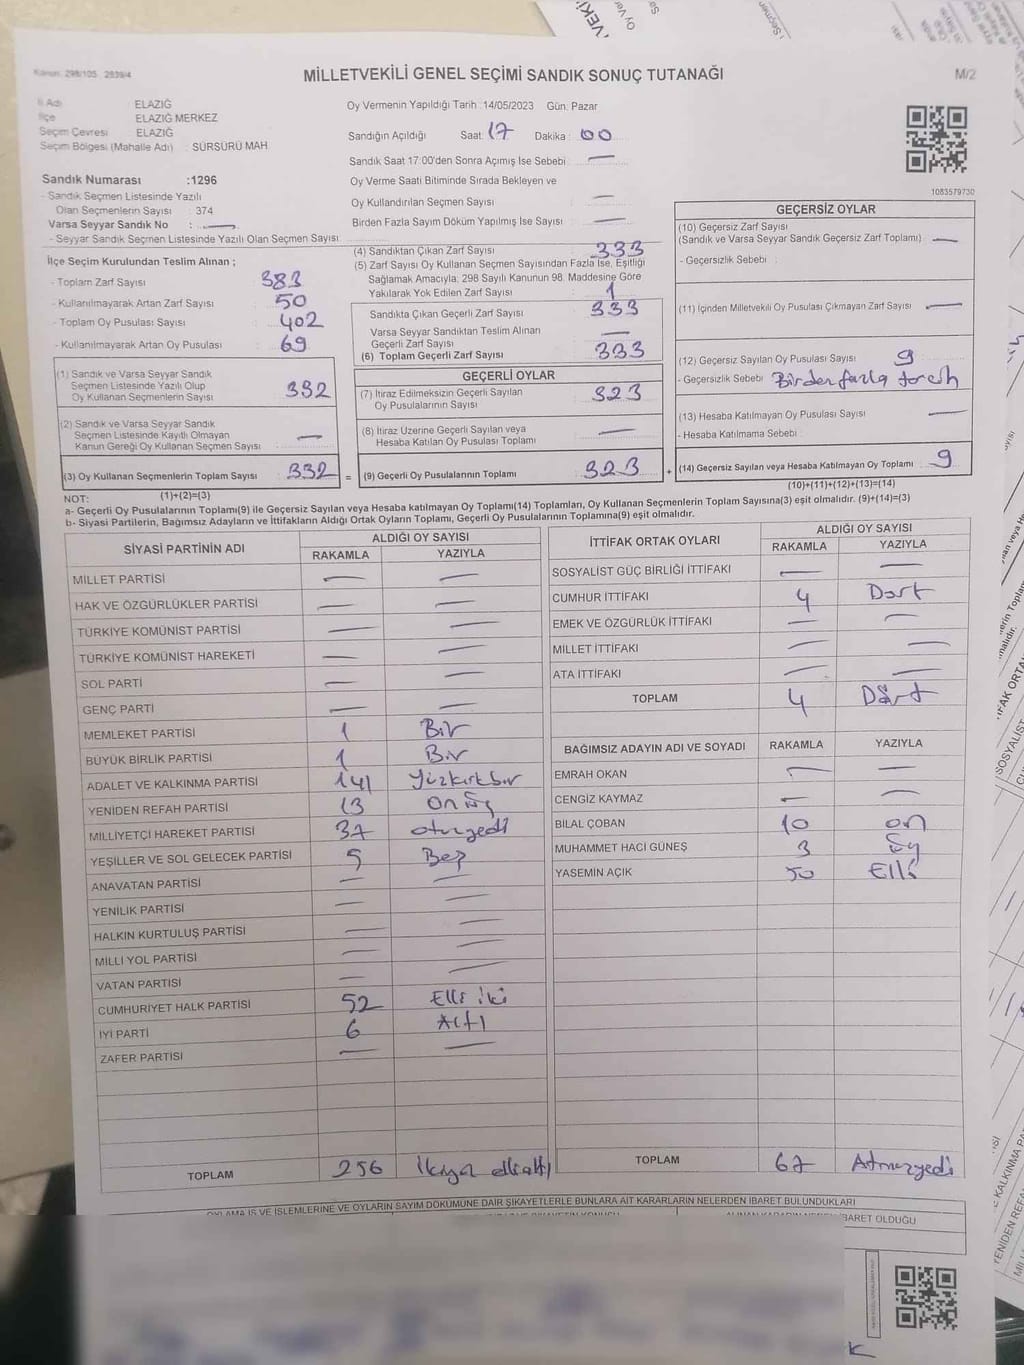 Kanun: 298/105 2839/4
MİLLETVEKİLİ GENEL SEÇİMİ SANDIK SONUÇ TUTANAĞI
M/2
İl Adı : ELAZIĞ
İlçe : ELAZIĞ MERKEZ
Seçim Çevresi : ELAZIĞ
Seçim Bölgesi (Mahalle Adı) : SÜRSÜRÜ MAH
Sandık Numarası :1296
- Sandık Seçmen Listesinde Yazılı
Olan Seçmenlerin Sayısı : 374
Varsa Seyyar Sandık No : —
- Seyyar Sandık Seçmen Listesinde Yazılı Olan Seçmen Sayısı:
İlçe Seçim Kurulundan Teslim Alınan ;
- Toplam Zarf Sayısı 383
- Kullanılmayarak Artan Zarf Sayısı 50
- Toplam Oy Pusulası Sayısı : 402
- Kullanılmayarak Artan Oy Pusulası : 69
(1) Sandık ve Varsa Seyyar Sandık
Seçmen Listesinde Yazılı Olup
Oy Kullanan Seçmenlerin Sayısı : 332
(2) Sandık ve Varsa Seyyar Sandık
Seçmen Listesinde Kayıtlı Olmayan
Kanun Gereği Oy Kullanan Seçmen Sayısı : —
(3) Oy Kullanan Seçmenlerin Toplam Sayısı : 332
(1)+(2)=(3)
Oy Vermenin Yapıldığı Tarih :14/05/2023 Gün: Pazar
Sandığın Açıldığı Saat: 17 Dakika : 00
Sandık Saat 17:00'den Sonra Açımış İse Sebebi : —
Oy Verme Saati Bitiminde Sırada Bekleyen ve
Oy Kullandırılan Seçmen Sayısı : —
Birden Fazla Sayım Döküm Yapılmış İse Sayısı : —
(4) Sandıktan Çıkan Zarf Sayısı : 333
(5) Zarf Sayısı Oy Kullanan Seçmen Sayısından Fazla İse, Eşitliği
Sağlamak Amacıyla; 298 Sayılı Kanunun 98. Maddesine Göre
Yakılarak Yok Edilen Zarf Sayısı : 1
Sandıkta Çıkan Geçerli Zarf Sayısı : 333
Varsa Seyyar Sandıktan Teslim Alınan
Geçerli Zarf Sayısı : —
(6) Toplam Geçerli Zarf Sayısı : 333
GEÇERLİ OYLAR
(7) İtiraz Edilmeksizin Geçerli Sayılan
Oy Pusulalarının Sayısı : 323
(8) İtiraz Üzerine Geçerli Sayılan veya
Hesaba Katılan Oy Pusulası Toplamı : —
= (9) Geçerli Oy Pusulalarının Toplamı : 323 +
1083579730
GEÇERSİZ OYLAR
(10) Geçersiz Zarf Sayısı
(Sandık ve Varsa Seyyar Sandık Geçersiz Zarf Toplamı) : —
- Geçersizlik Sebebi :
(11) İçinden Milletvekili Oy Pusulası Çıkmayan Zarf Sayısı : —
(12) Geçersiz Sayılan Oy Pusulası Sayısı : 9
- Geçersizlik Sebebi Birden fazla tercih
(13) Hesaba Katılmayan Oy Pusulası Sayısı : —
- Hesaba Katılmama Sebebi :
(14) Geçersiz Sayılan veya Hesaba Katılmayan Oy Toplamı : 9
(10)+(11)+(12)+(13)=(14)
NOT:
a- Geçerli Oy Pusulalarının Toplamı(9) ile Geçersiz Sayılan veya Hesaba katılmayan Oy Toplamı(14) Toplamları, Oy Kullanan Seçmenlerin Toplam Sayısına(3) eşit olmalıdır. (9)+(14)=(3)
b- Siyasi Partilerin, Bağımsız Adayların ve İttifakların Aldığı Ortak Oyların Toplamı, Geçerli Oy Pusulalarının Toplamına(9) eşit olmalıdır.
SİYASİ PARTİNİN ADI ALDIĞI OY SAYISI
RAKAMLA YAZIYLA
MİLLET PARTİSİ — —
HAK VE ÖZGÜRLÜKLER PARTİSİ — —
TÜRKİYE KOMÜNİST PARTİSİ — —
TÜRKİYE KOMÜNİST HAREKETİ — —
SOL PARTİ — —
GENÇ PARTİ — —
MEMLEKET PARTİSİ 1 Bir
BÜYÜK BİRLİK PARTİSİ 1 Bir
ADALET VE KALKINMA PARTİSİ 141 Yüzkırkbir
YENİDEN REFAH PARTİSİ 13 Onüç
MİLLİYETÇİ HAREKET PARTİSİ 37 otuzyedi
YEŞİLLER VE SOL GELECEK PARTİSİ 5 Beş
ANAVATAN PARTİSİ — —
YENİLİK PARTİSİ — —
HALKIN KURTULUŞ PARTİSİ — —
MİLLİ YOL PARTİSİ — —
VATAN PARTİSİ — —
CUMHURİYET HALK PARTİSİ 52 Elli iki
İYİ PARTİ 6 Altı
ZAFER PARTİSİ — —
TOPLAM 256 ikiyüz ellialtı
İTTİFAK ORTAK OYLARI ALDIĞI OY SAYISI
RAKAMLA YAZIYLA
SOSYALİST GÜÇ BİRLİĞİ İTTİFAKI — —
CUMHUR İTTİFAKI 4 Dört
EMEK VE ÖZGÜRLÜK İTTİFAKI — —
MİLLET İTTİFAKI — —
ATA İTTİFAKI — —
TOPLAM 4 Dört
BAĞIMSIZ ADAYIN ADI VE SOYADI RAKAMLA YAZIYLA
EMRAH OKAN — —
CENGİZ KAYMAZ — —
BİLAL ÇOBAN 10 on
MUHAMMET HACI GÜNEŞ 3 Üç
YASEMİN AÇIK 50 Elli
TOPLAM 67 Atmışyedi
OYLAMA İŞ VE İŞLEMLERİNE VE OYLARIN SAYIM DÖKÜMÜNE DAİR ŞİKAYETLERLE BUNLARA AİT KARARLARIN NELERDEN İBARET BULUNDUKLARI
İBARET OLDUĞU